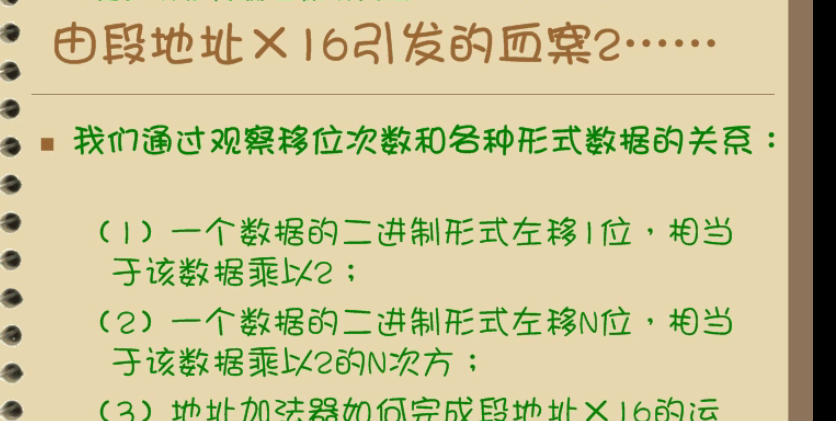 由段地址×16引发的血案2……
我们通过观察移位次数和各种形式数据的关系：
（1）一个数据的二进制形式左移1位，相当
于该数据乘以2；
（2）一个数据的二进制形式左移N位，相当
于该数据乘以2的N次方；
（3）地址加法器如何完成段地址×16的运